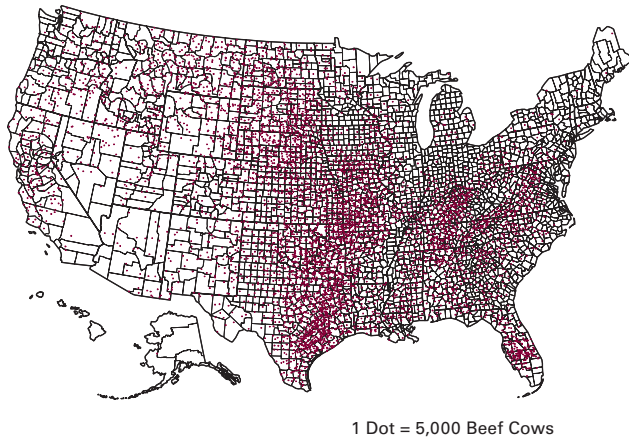 1 Dot = 5,000 Beef Cows